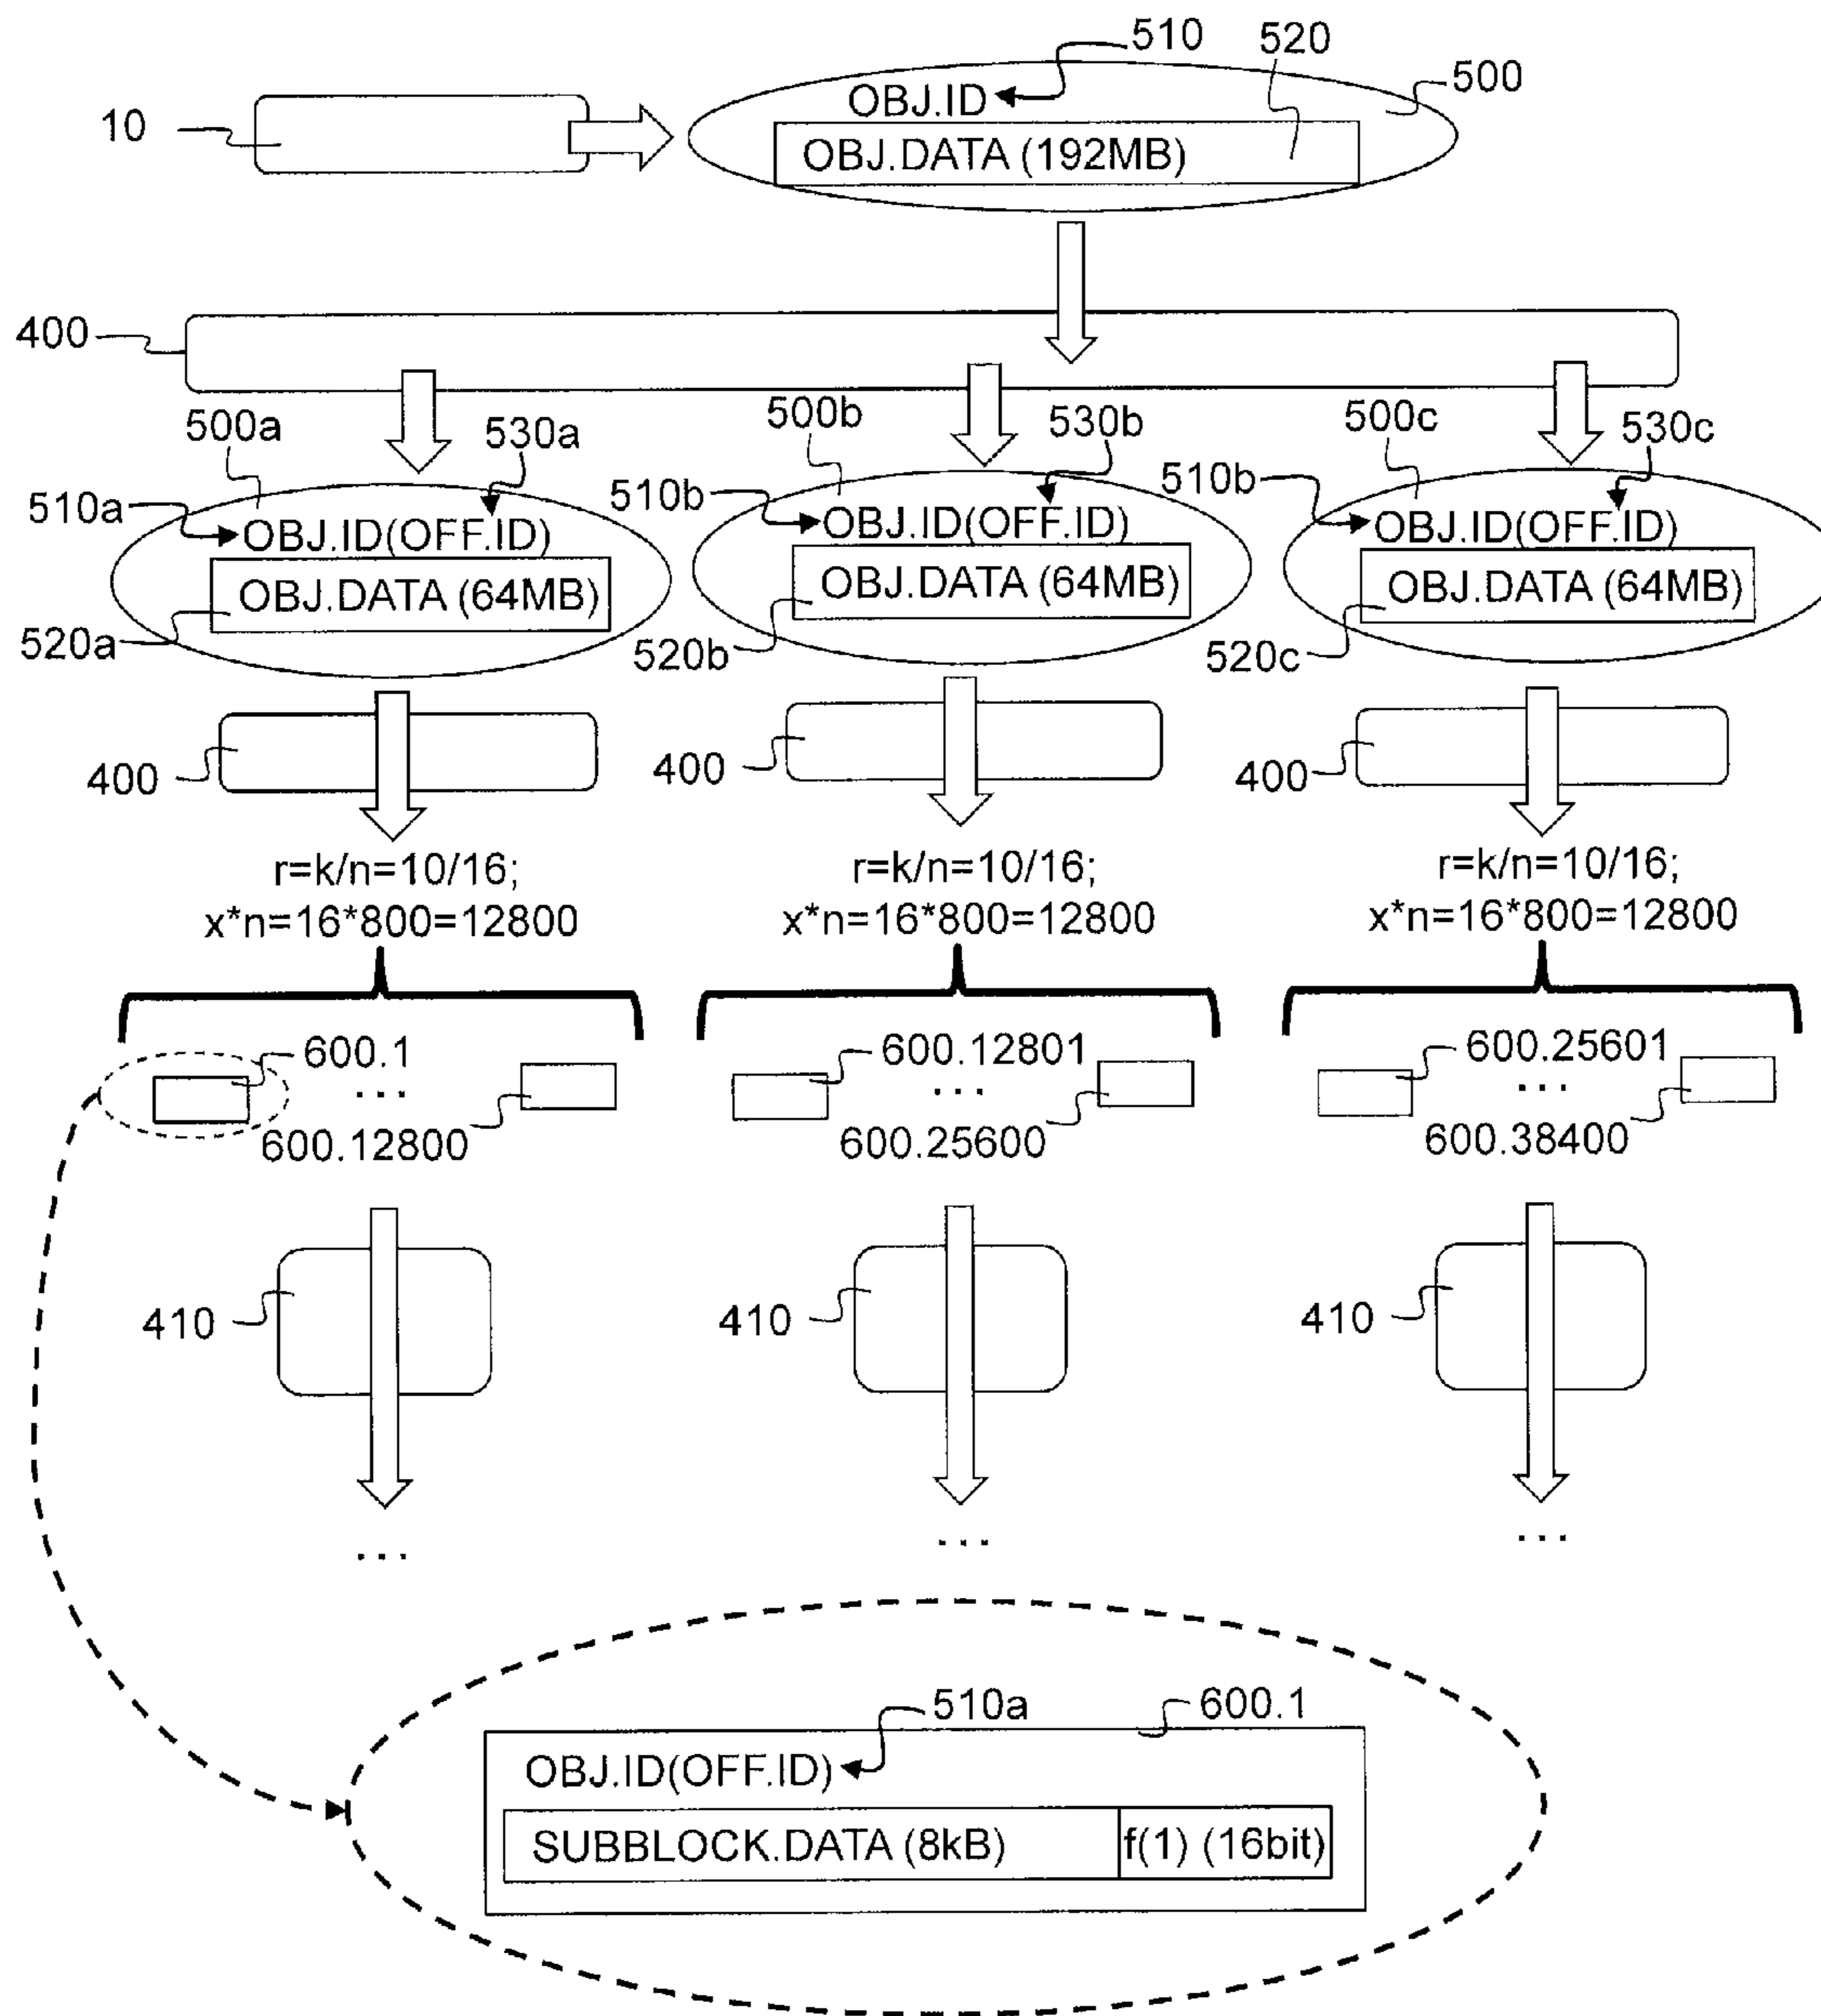 510
520
500
10
OBJ.ID
OBJ.DATA (192MB)
400
500a
530a
500b
530b
500c
530c
510a
510b
510b
OBJ.ID(OFF.ID)
OBJ.ID(OFF.ID)
OBJ.ID(OFF.ID)
OBJ.DATA (64MB)
OBJ.DATA (64MB)
OBJ.DATA (64MB)
520a
520b
520c
400
400
400
r=k/n=10/16;
x*n=16*800=12800
r=k/n=10/16;
x*n=16*800=12800
r=k/n=10/16;
x*n=16*800=12800
600.1
...
600.12800
600.12801
...
600.25600
600.25601
...
600.38400
410
410
410
...
...
...
510a
600.1
OBJ.ID(OFF.ID)
SUBBLOCK.DATA (8kB)
f(1) (16bit)